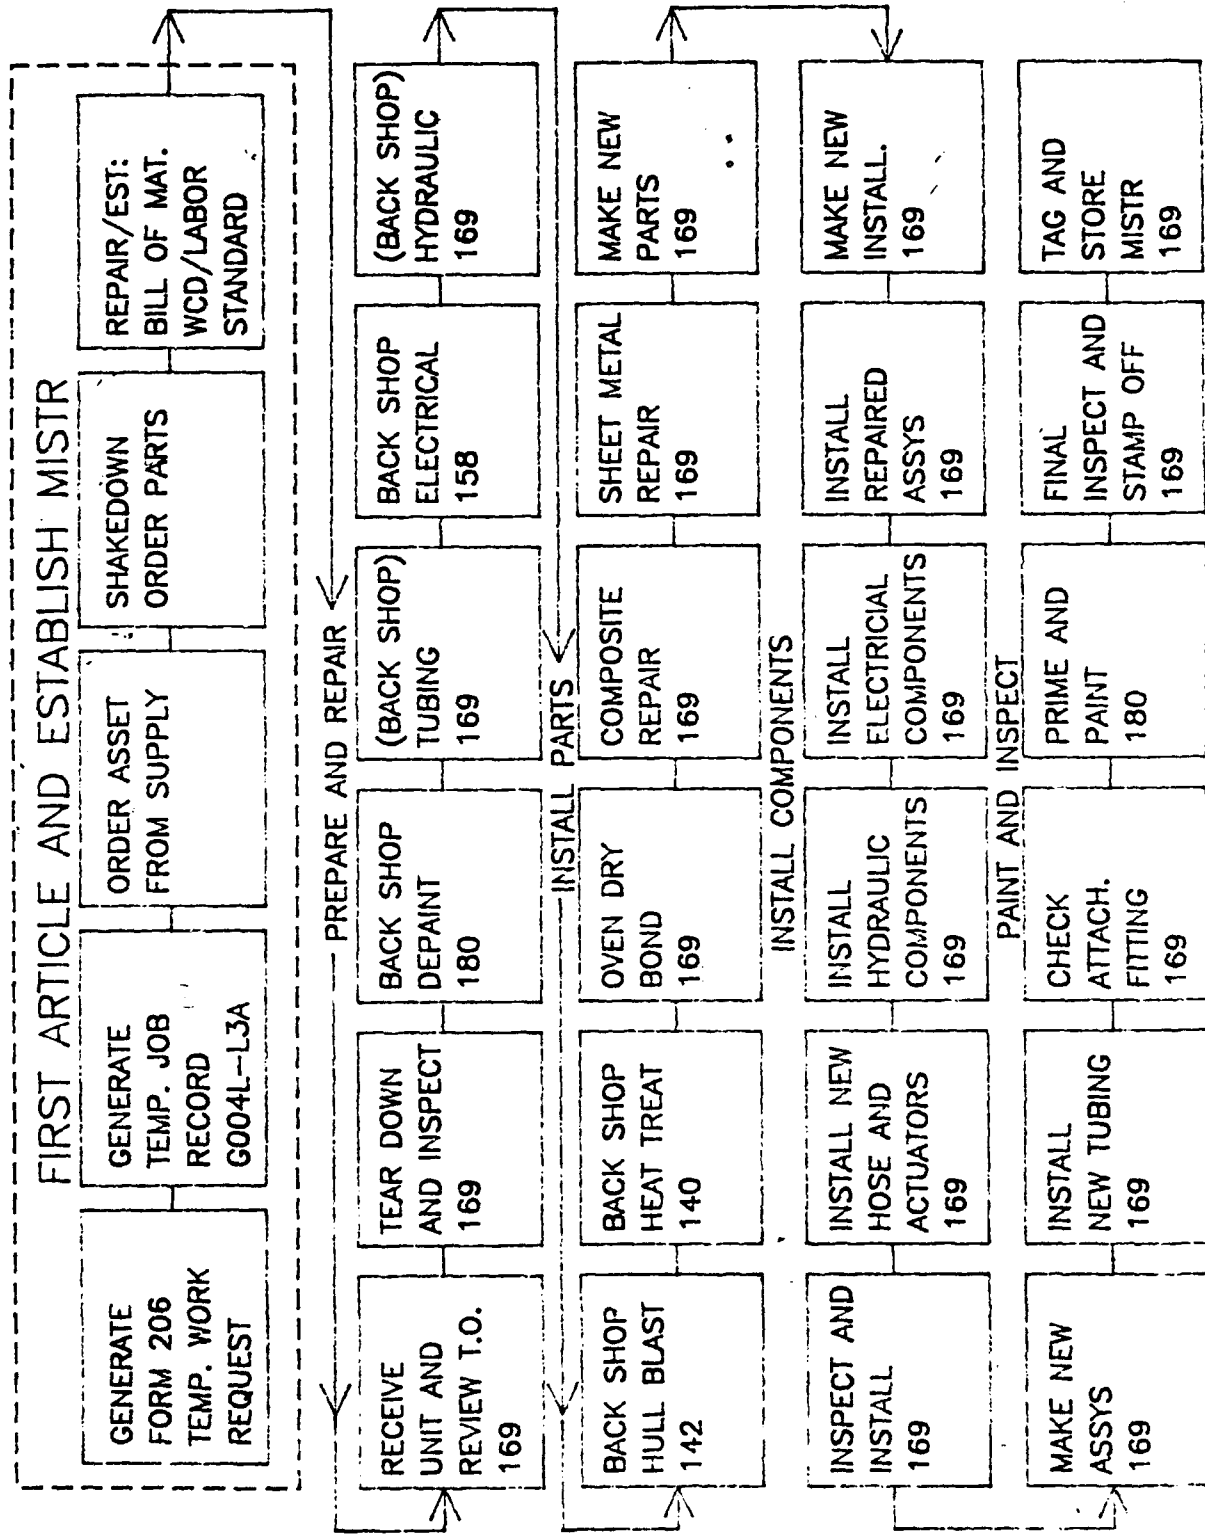 FIRST ARTICLE AND ESTABLISH MISTR
GENERATE
FORM 206
TEMP. WORK
REQUEST
GENERATE
TEMP. JOB
RECORD
G004L-L3A
ORDER ASSET
FROM SUPPLY
SHAKEDOWN
ORDER PARTS
REPAIR/EST:
BILL OF MAT.
WCD/LABOR
STANDARD
PREPARE AND REPAIR
RECEIVE
UNIT AND
REVIEW T.O.
169
TEAR DOWN
AND INSPECT
169
BACK SHOP
DEPAINT
180
(BACK SHOP)
TUBING
169
BACK SHOP
ELECTRICAL
158
(BACK SHOP)
HYDRAULIC
169
INSTALL PARTS
BACK SHOP
HULL BLAST
142
BACK SHOP
HEAT TREAT
140
OVEN DRY
BOND
169
COMPOSITE
REPAIR
169
SHEET METAL
REPAIR
169
MAKE NEW
PARTS
169
INSTALL COMPONENTS
INSPECT AND
INSTALL
169
INSTALL NEW
HOSE AND
ACTUATORS
169
INSTALL
HYDRAULIC
COMPONENTS
169
INSTALL
ELECTRICIAL
COMPONENTS
169
INSTALL
REPAIRED
ASSYS
169
MAKE NEW
INSTALL.
169
PAINT AND INSPECT
MAKE NEW
ASSYS
169
INSTALL
NEW TUBING
169
CHECK
ATTACH.
FITTING
169
PRIME AND
PAINT
180
FINAL
INSPECT AND
STAMP OFF
169
TAG AND
STORE
MISTR
169